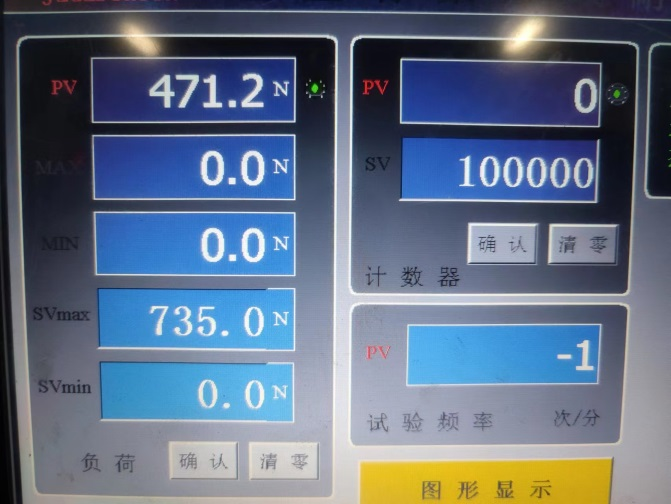 PV 471.2 N
MAX 0.0 N
MIN 0.0 N
SVmax 735.0 N
SVmin 0.0 N
负荷 确认 清零
PV 0
SV 100000
确认 清零
计数器
PV -1
试验频率 次/分
图形显示